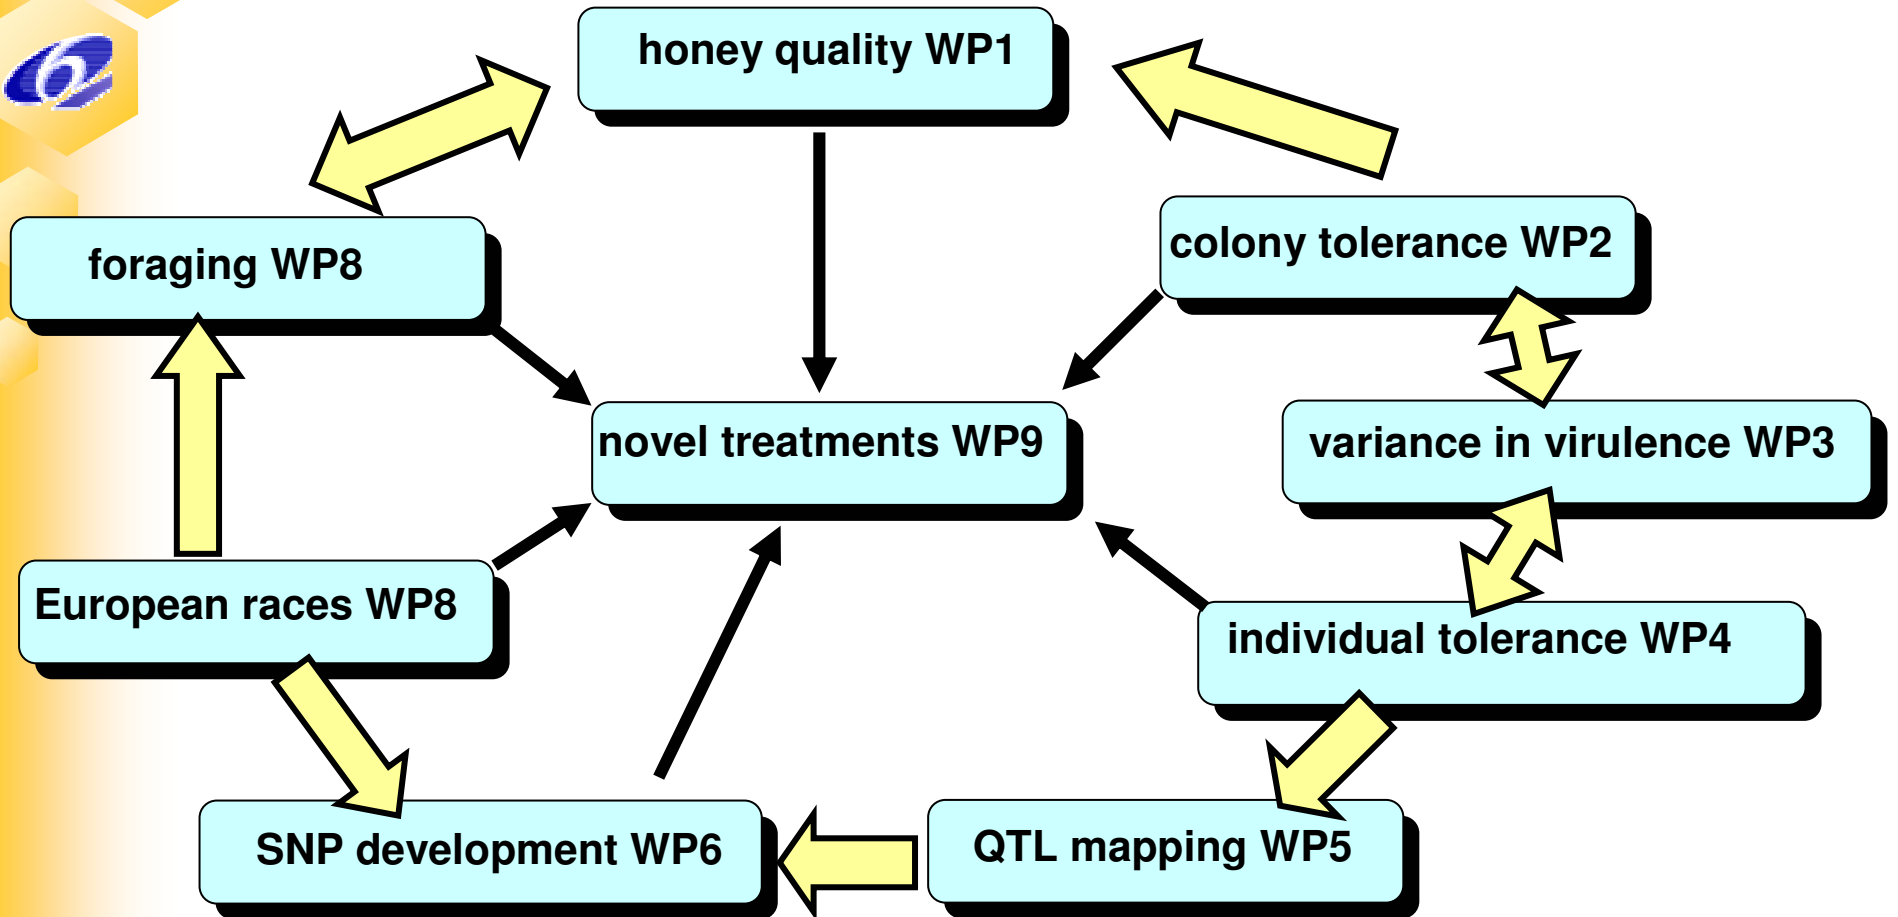 6
honey quality WP1
foraging WP8
colony tolerance WP2
novel treatments WP9
variance in virulence WP3
European races WP8
individual tolerance WP4
SNP development WP6
QTL mapping WP5